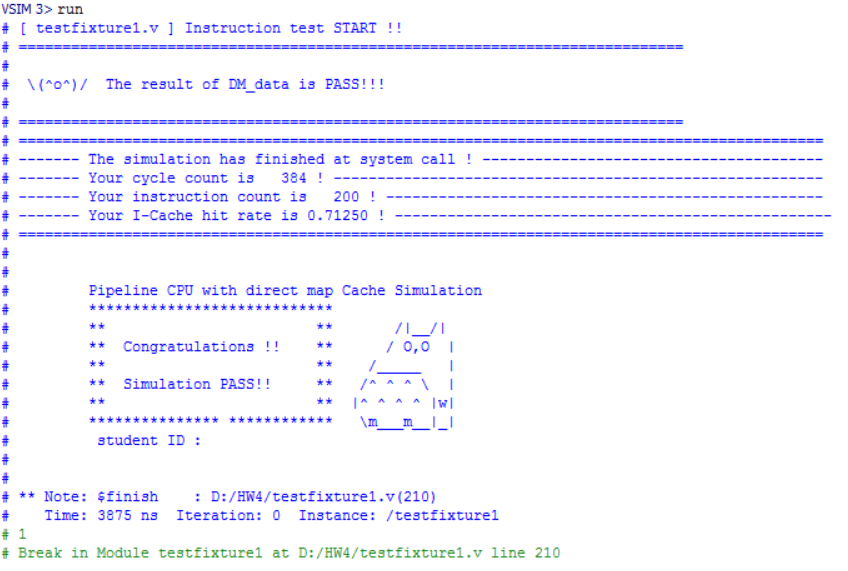 VSIM 3> run
# [ testfixture1.v ] Instruction test START !!
# ============================================================================
#
#  \(^o^)/  The result of DM_data is PASS!!!
#
# ============================================================================
# ============================================================================================
# ------- The simulation has finished at system call ! ---------------------------------------
# ------- Your cycle count is   384 ! --------------------------------------------------------
# ------- Your instruction count is   200 ! --------------------------------------------------
# ------- Your I-Cache hit rate is 0.71250 ! --------------------------------------------------
# ============================================================================================
#
#
#         Pipeline CPU with direct map Cache Simulation
#         ****************************
#         **                        **       /|__/|
#         **  Congratulations !!    **      / O,O  |
#         **                        **    /_____   |
#         **  Simulation PASS!!     **   /^ ^ ^ \  |
#         **                        **  |^ ^ ^ ^ |w|
#         *************** ************   \m___m__|_|
#          student ID :
#
#
# ** Note: $finish    : D:/HW4/testfixture1.v(210)
#    Time: 3875 ns  Iteration: 0  Instance: /testfixture1
# 1
# Break in Module testfixture1 at D:/HW4/testfixture1.v line 210